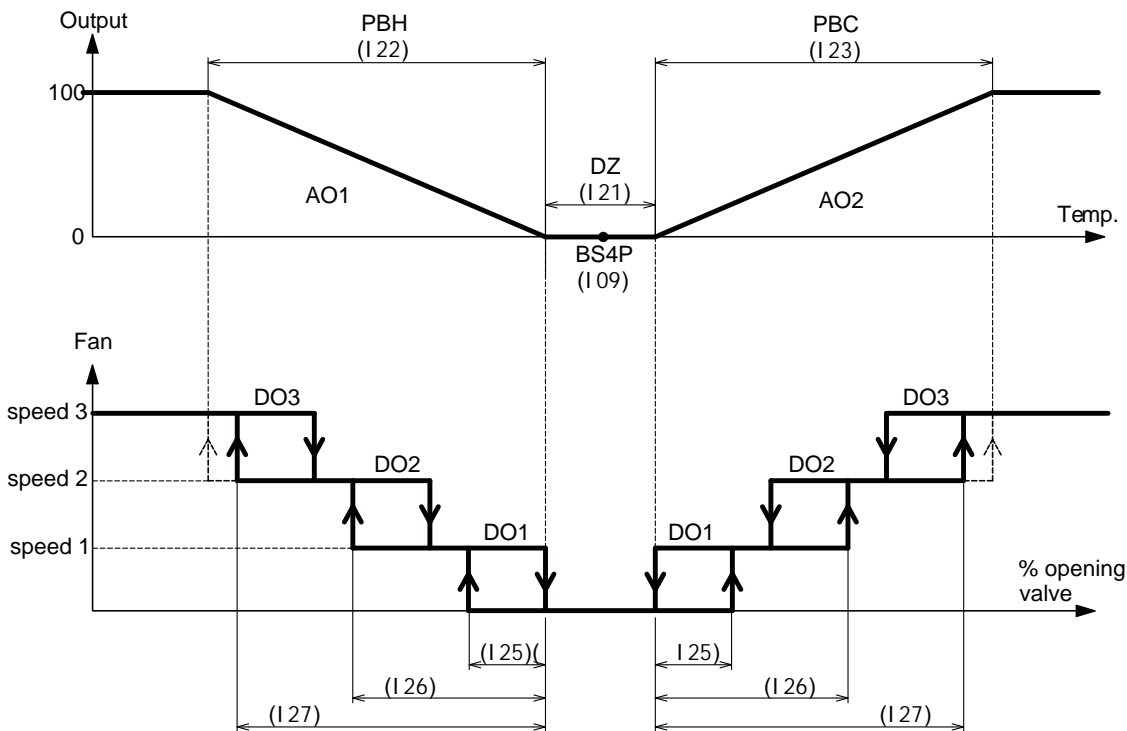 Output
PBH
(I22)
PBC
(I23)
100
DZ
(I21)
AO1
AO2
Temp.
0
BS4P
(I09)
Fan
speed 3
DO3
DO3
speed 2
DO2
DO2
speed 1
DO1
DO1
% opening
valve
(I25)(
I25)
(I26)
(I26)
(I27)
(I27)